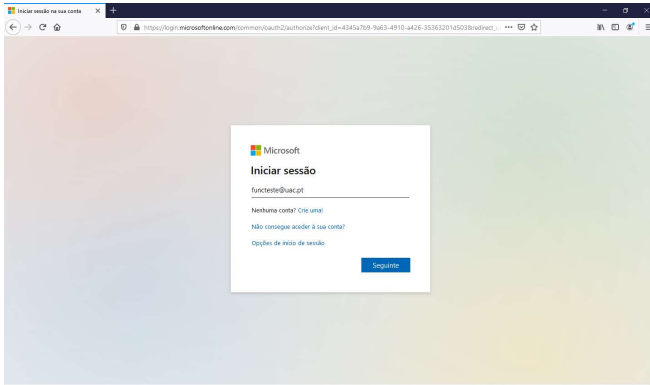 Iniciar sessão na sua conta
https://login.microsoftonline.com/common/oauth2/authorize?client_id=4345a7b9-9a63-4910-a426-35363201d503&redirect_u
Microsoft
Iniciar sessão
functeste@uac.pt
Nenhuma conta? Crie uma!
Não consegue aceder à sua conta?
Opções de início de sessão
Seguinte